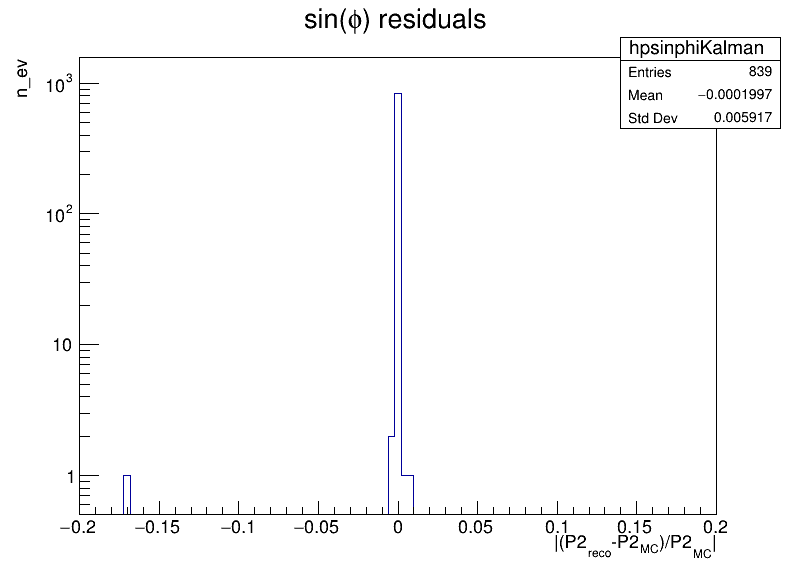 sin(ϕ) residuals
hpsinphiKalman
Entries 839
Mean −0.0001997
Std Dev 0.005917
n_ev
10³
10²
10
1
−0.2 −0.15 −0.1 −0.05 0 0.05 0.1 0.15 0.2
|(P2reco-P2MC)/P2MC|